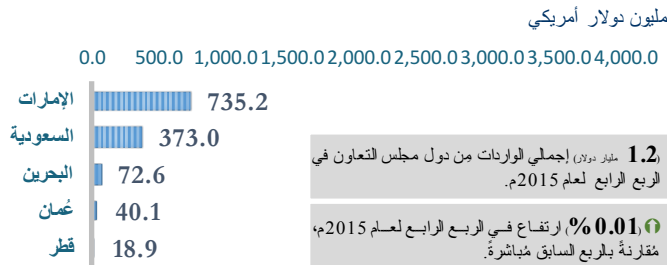 مليون دولار أمريكي
0.0 500.0 1,000.0 1,500.0 2,000.0 2,500.0 3,000.0 3,500.0 4,000.0
الإمارات 735.2
السعودية 373.0
البحرين 72.6
عُمان 40.1
قطر 18.9
(1.2 مليار دولار) إجمالي الواردات مِن دول مجلس التعاون في
الربع الرابع لعام 2015م.
(0.01 %) ارتفاع في الربع الرابع لعام 2015م،
مُقارنةً بالربع السابق مُباشرةً.